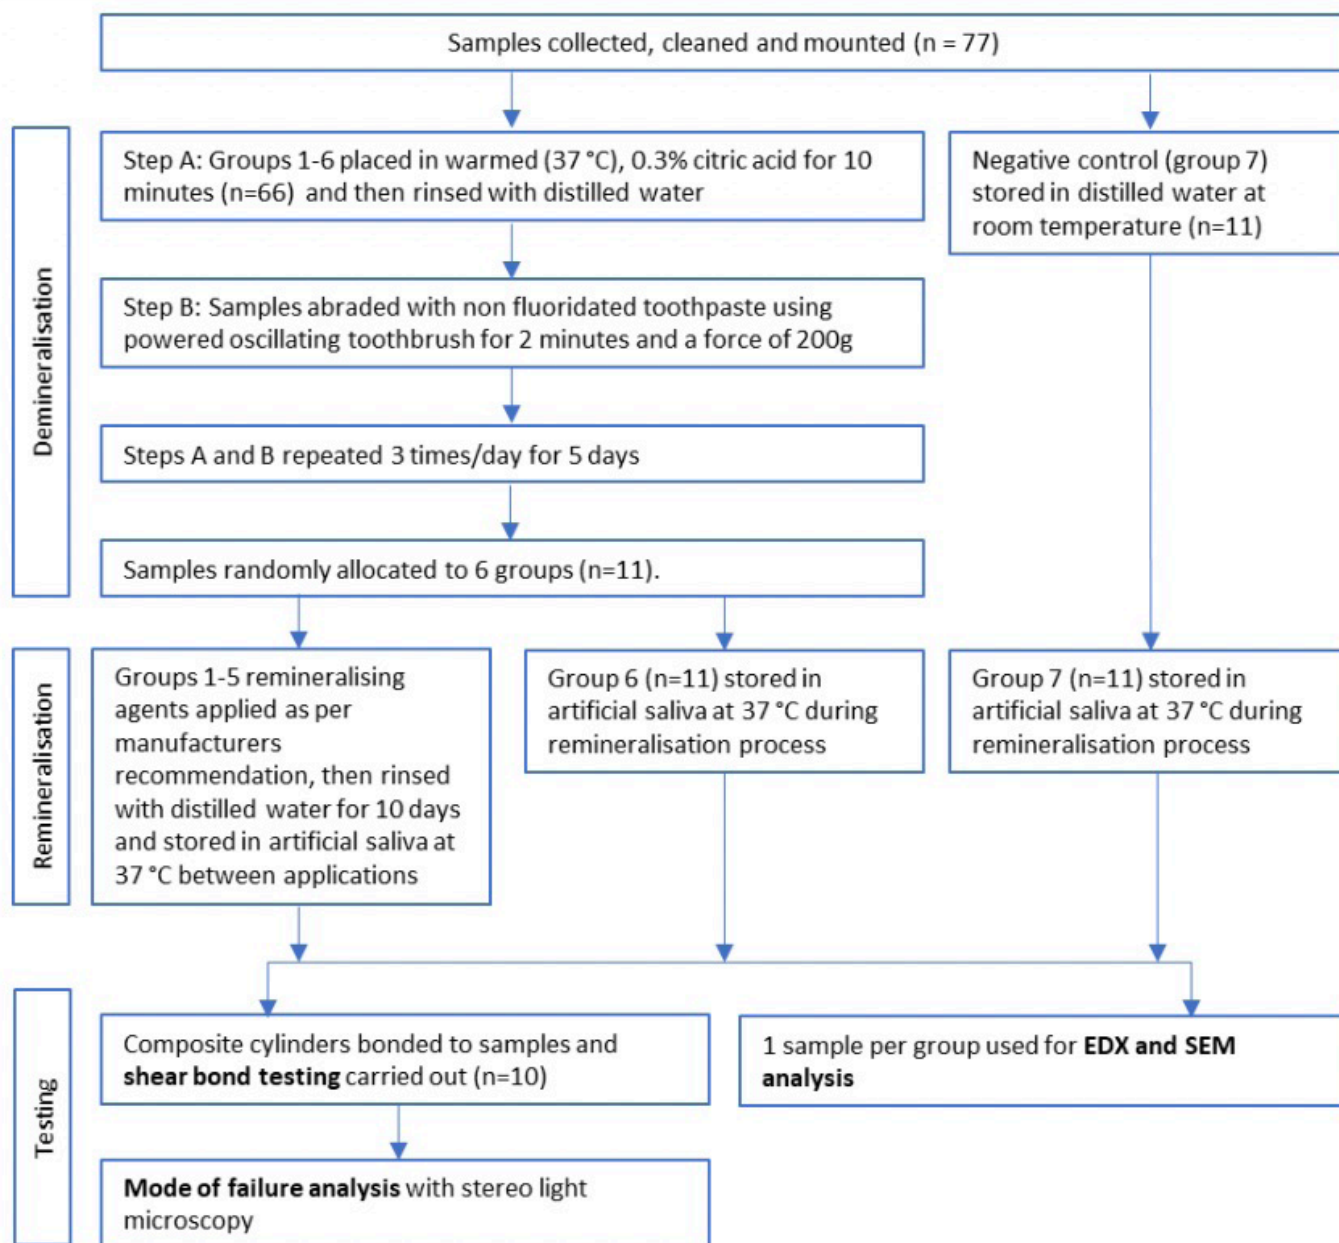 Samples collected, cleaned and mounted (n = 77)
Demineralisation
Step A: Groups 1-6 placed in warmed (37 °C), 0.3% citric acid for 10
minutes (n=66) and then rinsed with distilled water
Negative control (group 7)
stored in distilled water at
room temperature (n=11)
Step B: Samples abraded with non fluoridated toothpaste using
powered oscillating toothbrush for 2 minutes and a force of 200g
Steps A and B repeated 3 times/day for 5 days
Samples randomly allocated to 6 groups (n=11).
Remineralisation
Groups 1-5 remineralising
agents applied as per
manufacturers
recommendation, then rinsed
with distilled water for 10 days
and stored in artificial saliva at
37 °C between applications
Group 6 (n=11) stored in
artificial saliva at 37 °C during
remineralisation process
Group 7 (n=11) stored in
artificial saliva at 37 °C during
remineralisation process
Testing
Composite cylinders bonded to samples and
shear bond testing carried out (n=10)
1 sample per group used for EDX and SEM
analysis
Mode of failure analysis with stereo light
microscopy